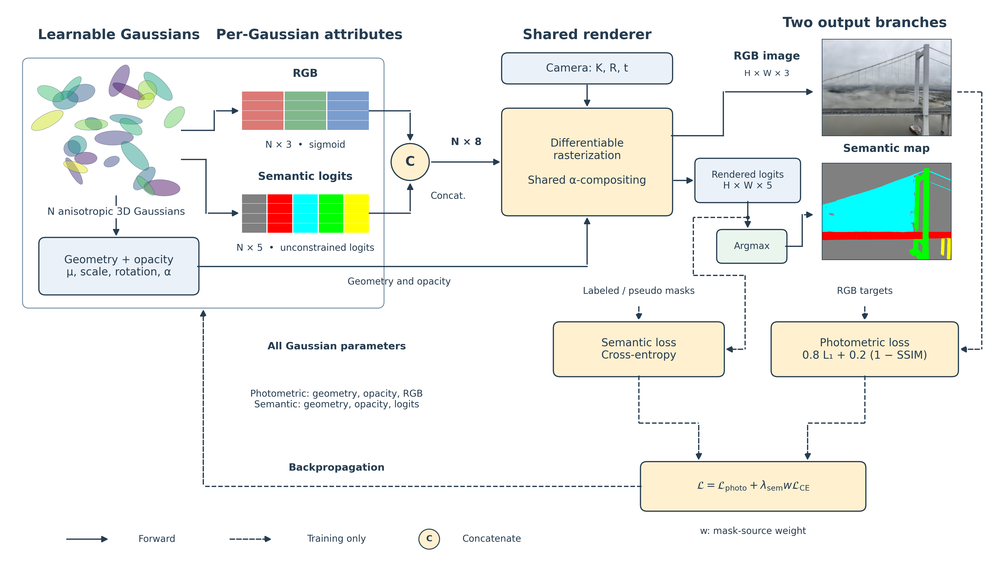 Learnable Gaussians
Per-Gaussian attributes
Shared renderer
Two output branches
RGB
N × 3 • sigmoid
Semantic logits
N × 5 • unconstrained logits
N anisotropic 3D Gaussians
Geometry + opacity
μ, scale, rotation, α
Geometry and opacity
C
N × 8
Concat.
Camera: K, R, t
Differentiable
rasterization
Shared α-compositing
RGB image
H × W × 3
Semantic map
Rendered logits
H × W × 5
Argmax
Labeled / pseudo masks
RGB targets
Semantic loss
Cross-entropy
Photometric loss
0.8 L₁ + 0.2 (1 − SSIM)
All Gaussian parameters
Photometric: geometry, opacity, RGB
Semantic: geometry, opacity, logits
Backpropagation
ℒ = ℒphoto + λsemwℒCE
w: mask-source weight
Forward
Training only
C
Concatenate